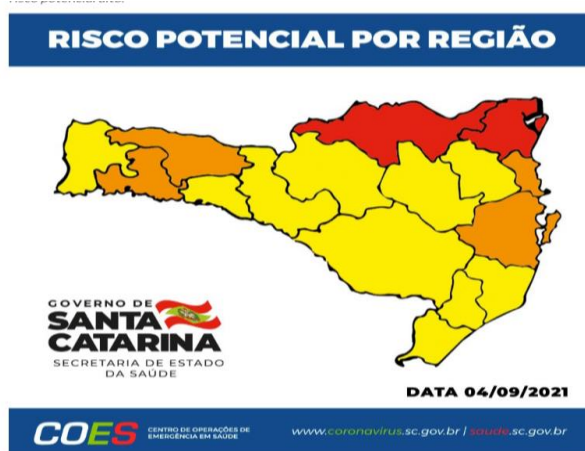 RISCO POTENCIAL POR REGIÃO
GOVERNO DE
SANTA
CATARINA
SECRETARIA DE ESTADO
DA SAÚDE
DATA 04/09/2021
COES
CENTRO DE OPERAÇÕES DE
EMERGÊNCIA EM SAÚDE
www.coronavirus.sc.gov.br | saude.sc.gov.br